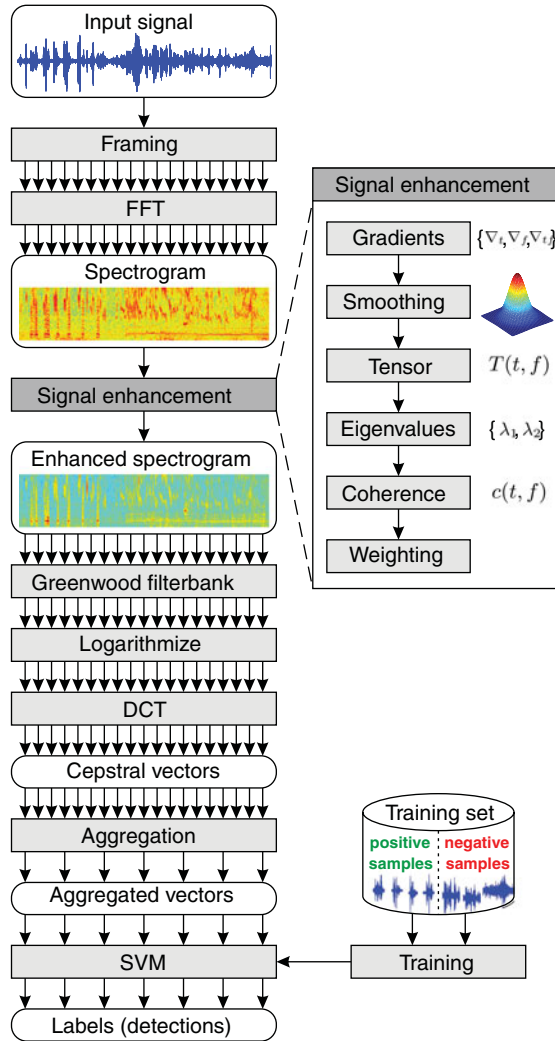 Input signal
Framing
FFT
Spectrogram
Signal enhancement
Enhanced spectrogram
Greenwood filterbank
Logarithmize
DCT
Cepstral vectors
Aggregation
Aggregated vectors
SVM
Labels (detections)
Signal enhancement
Gradients {∇t,∇f,∇tf}
Smoothing
Tensor T(t, f)
Eigenvalues {λ1,λ2}
Coherence c(t, f)
Weighting
Training set
positive samples
negative samples
Training